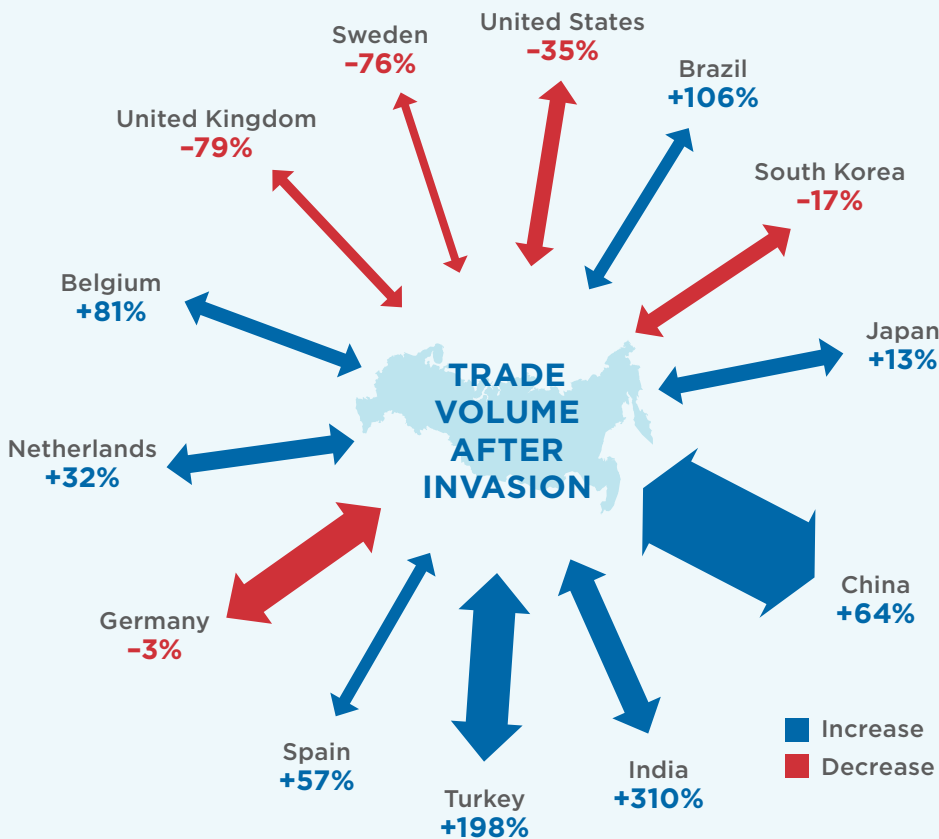 Sweden
–76%
United States
–35%
Brazil
+106%
United Kingdom
–79%
South Korea
–17%
Belgium
+81%
Japan
+13%
TRADE
VOLUME
AFTER
INVASION
Netherlands
+32%
China
+64%
Germany
–3%
Spain
+57%
Turkey
+198%
India
+310%
Increase
Decrease